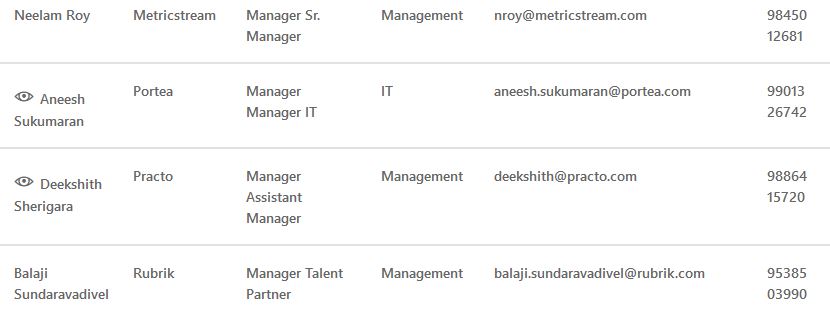 Neelam Roy Metricstream Manager Sr. Management nroy@metricstream.com 98450
Manager 12681
Aneesh Portea Manager IT aneesh.sukumaran@portea.com 99013
Sukumaran Manager IT 26742
Deekshith Practo Manager Management deekshith@practo.com 98864
Sherigara Assistant 15720
Manager
Balaji Rubrik Manager Talent Management balaji.sundaravadivel@rubrik.com 95385
Sundaravadivel Partner 03990